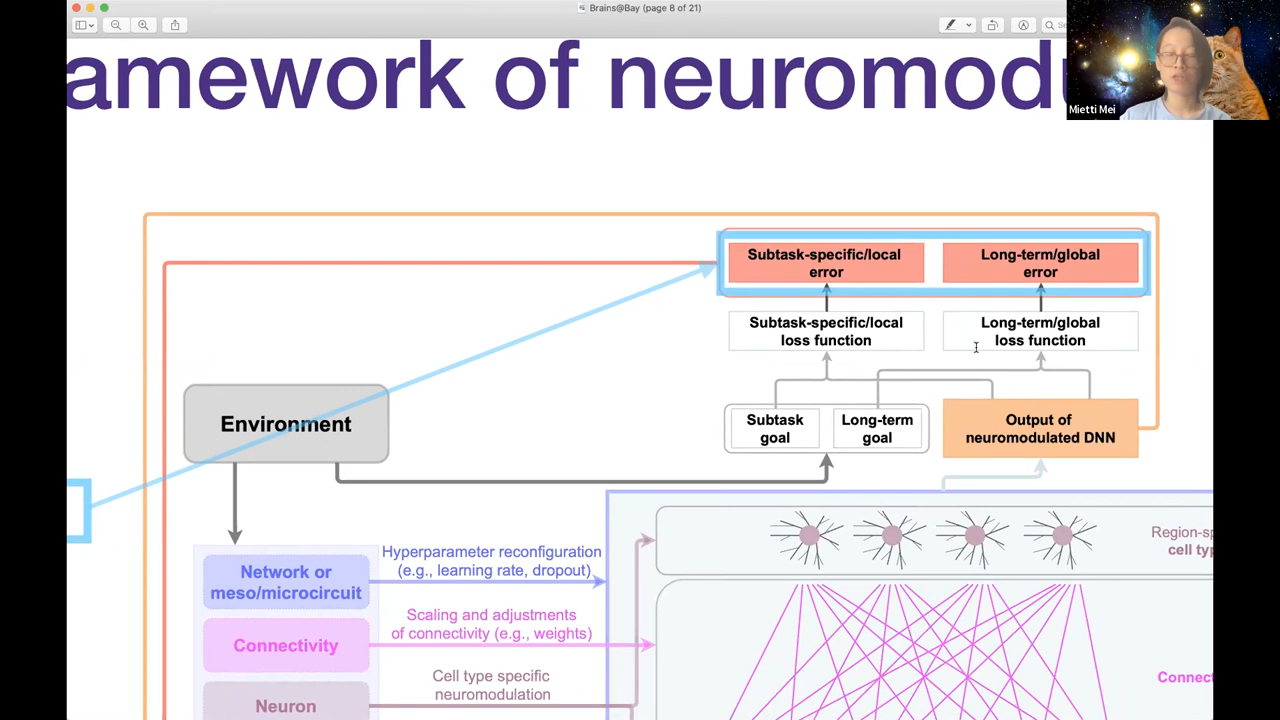 Brains@Bay (page 8 of 21)
amework of neuromodu
Mietti Mei
Subtask-specific/local
error
Long-term/global
error
Subtask-specific/local
loss function
Long-term/global
loss function
Environment
Subtask
goal
Long-term
goal
Output of
neuromodulated DNN
Network or
meso/microcircuit
Hyperparameter reconfiguration
(e.g., learning rate, dropout)
Region-sp
cell typ
Connectivity
Scaling and adjustments
of connectivity (e.g., weights)
Connect
Neuron
Cell type specific
neuromodulation